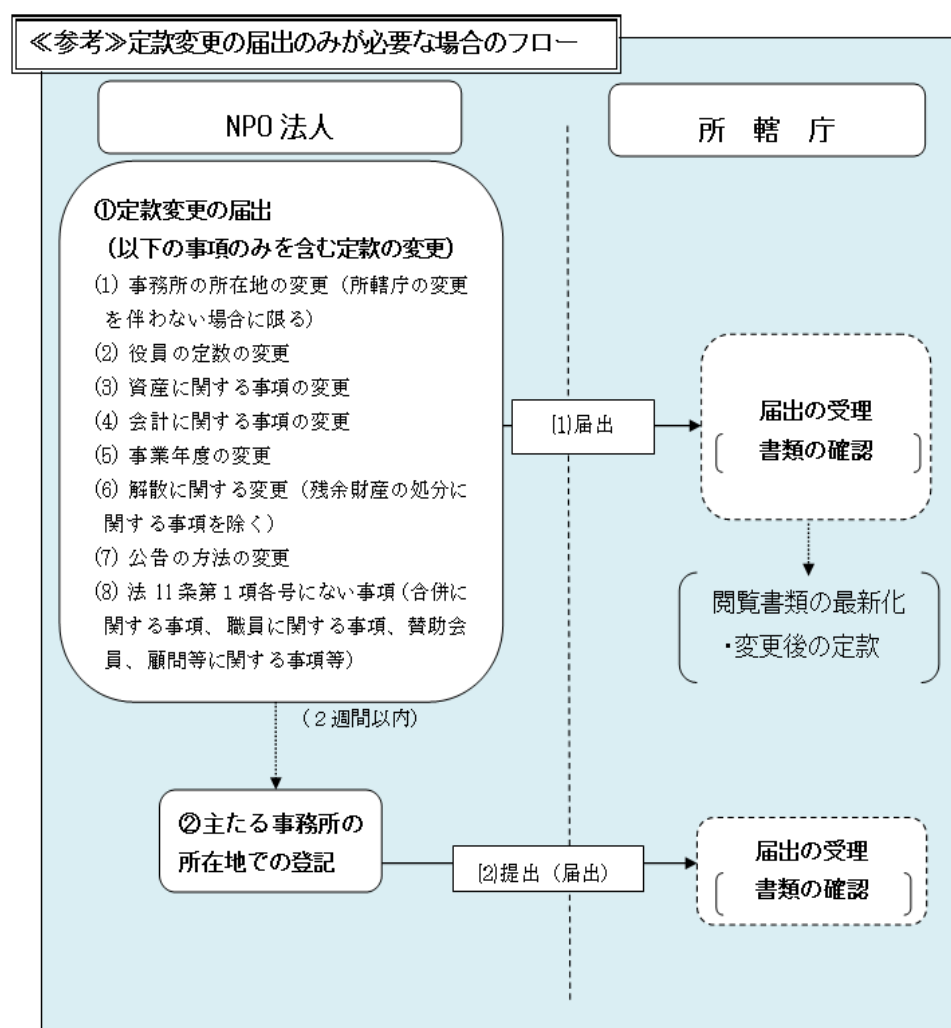 ≪参考≫定款変更の届出のみが必要な場合のフロー
NPO 法人
所 轄 庁
①定款変更の届出
(以下の事項のみを含む定款の変更)
(1) 事務所の所在地の変更（所轄庁の変更
を伴わない場合に限る）
(2) 役員の定数の変更
(3) 資産に関する事項の変更
(4) 会計に関する事項の変更
(5) 事業年度の変更
(6) 解散に関する変更（残余財産の処分に
関する事項を除く）
(7) 公告の方法の変更
(8) 法 11 条第１項各号にない事項（合併に
関する事項、職員に関する事項、賛助会
員、顧問等に関する事項等）
[1]届出
届出の受理
書類の確認
閲覧書類の最新化
・変更後の定款
（２週間以内）
②主たる事務所の
所在地での登記
[2]提出（届出）
届出の受理
書類の確認